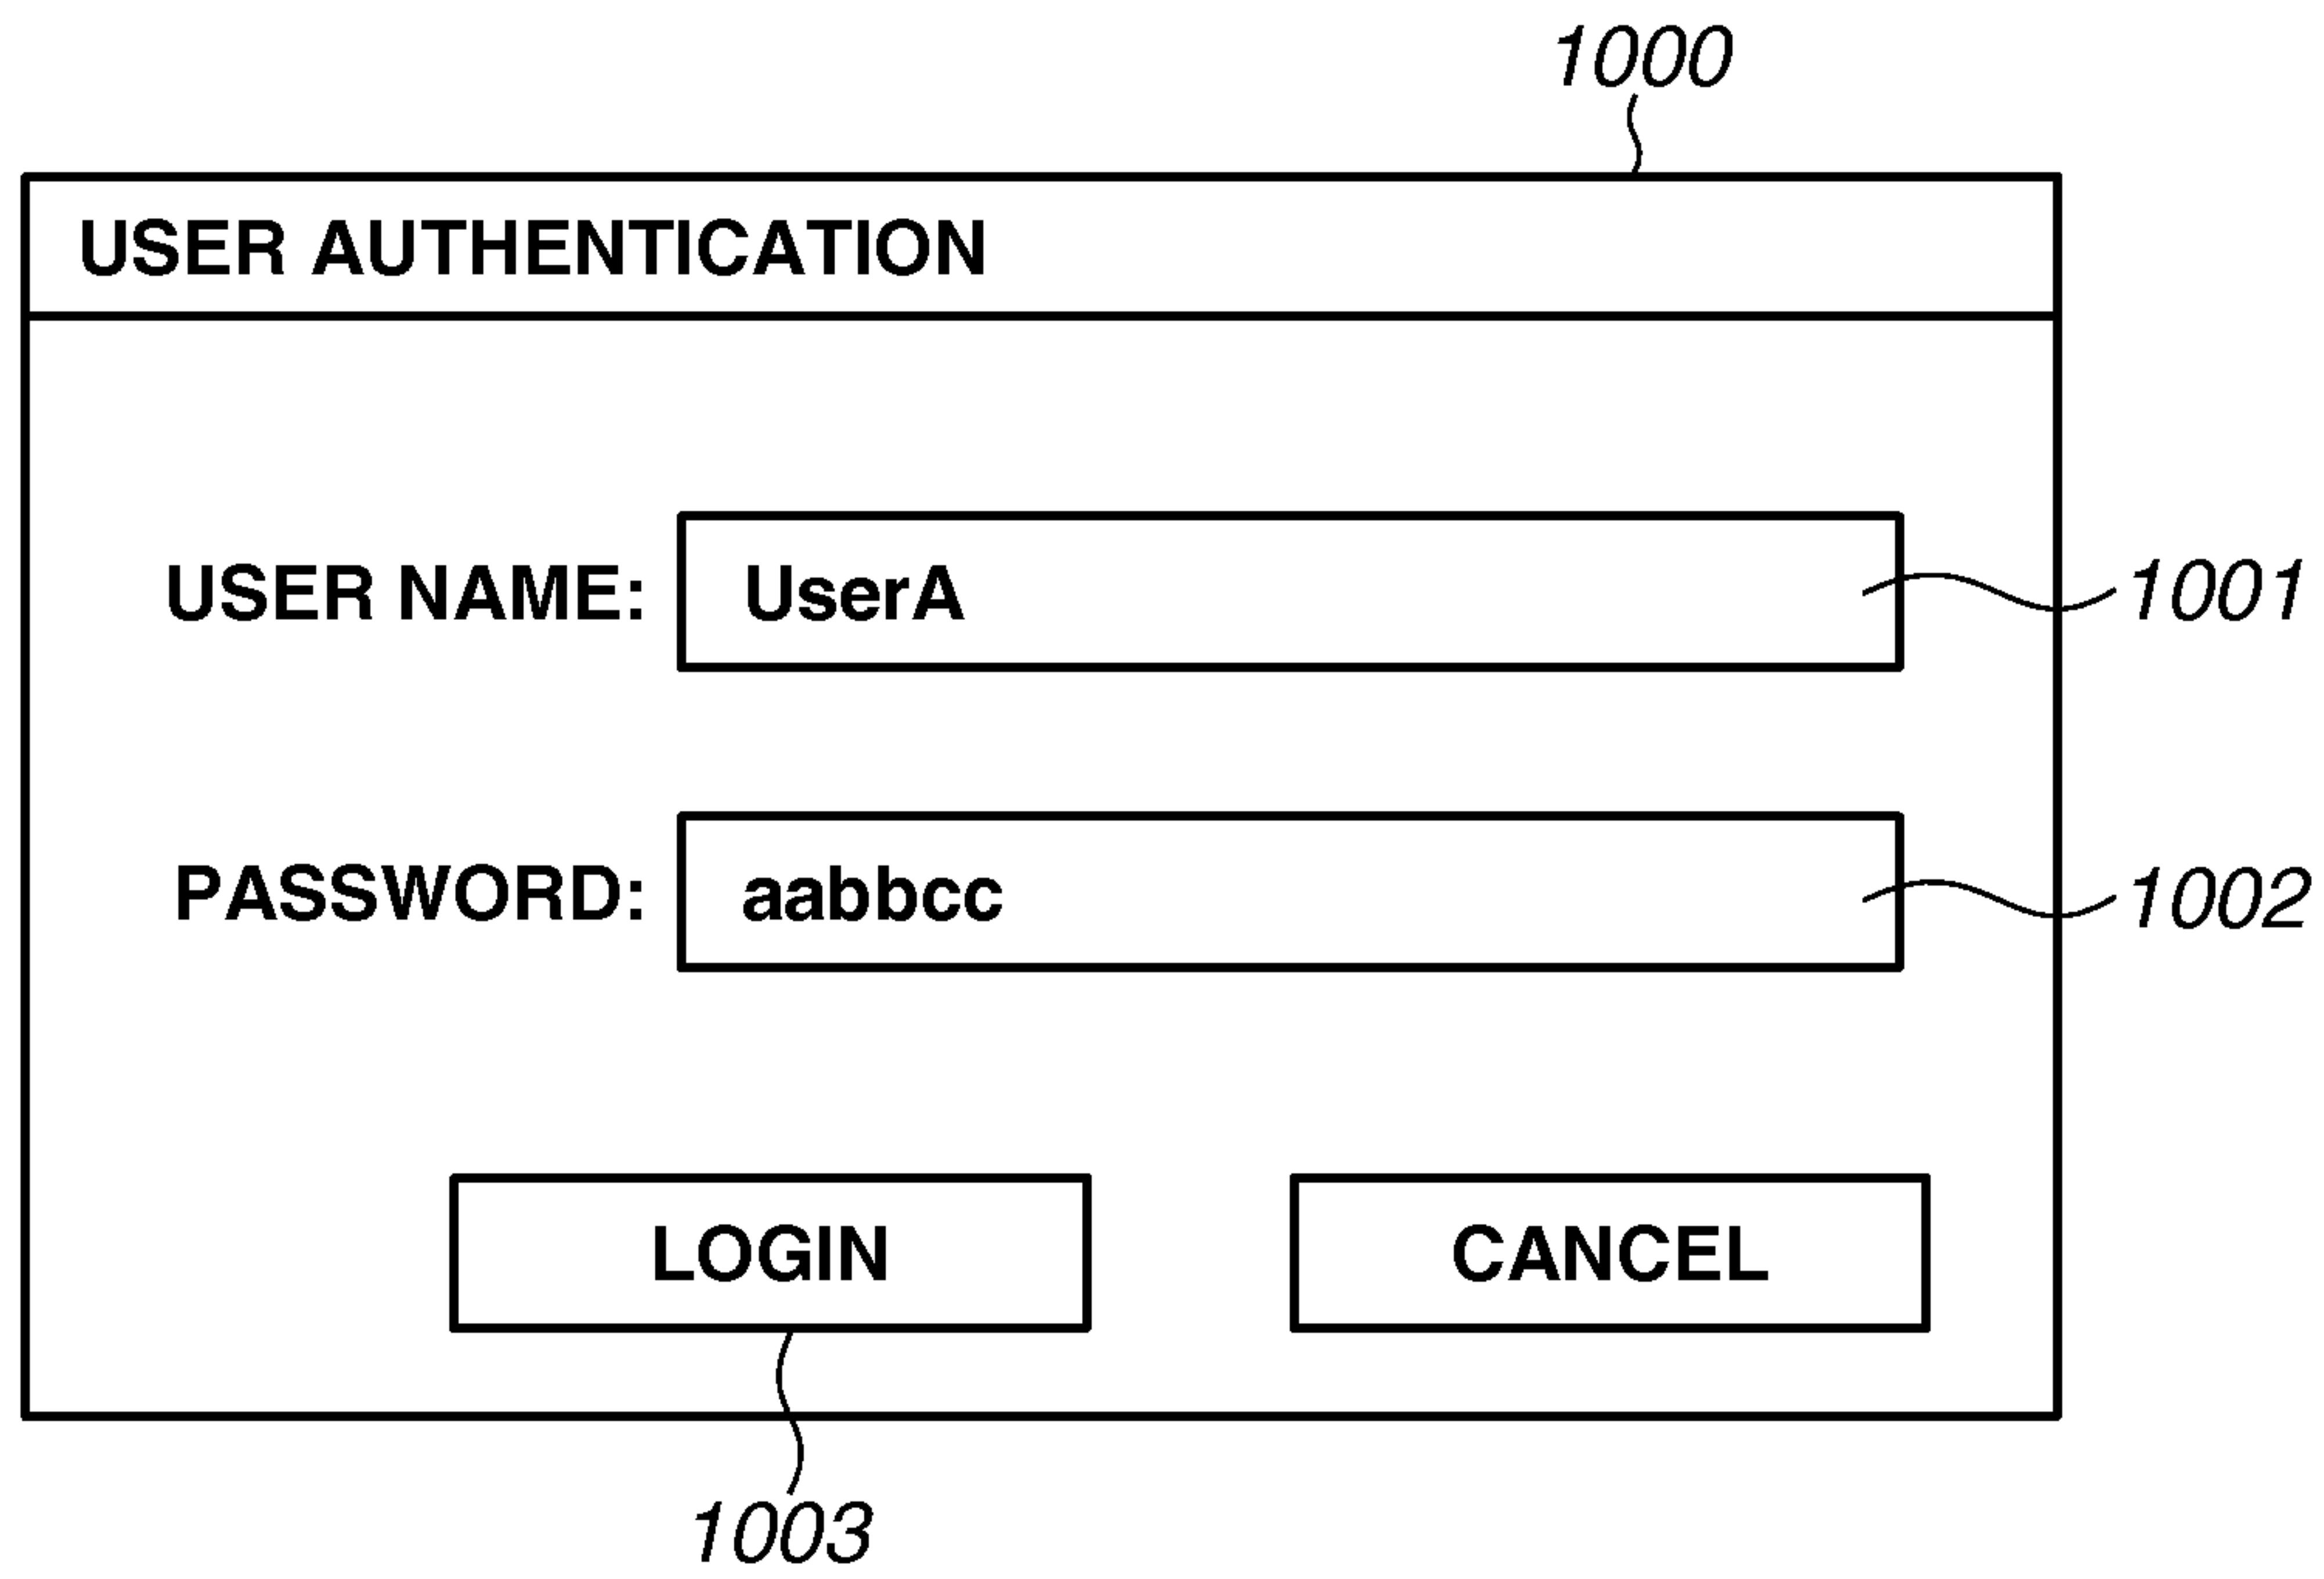 1000
USER AUTHENTICATION
USER NAME: UserA 1001
PASSWORD: aabbcc 1002
LOGIN CANCEL
1003